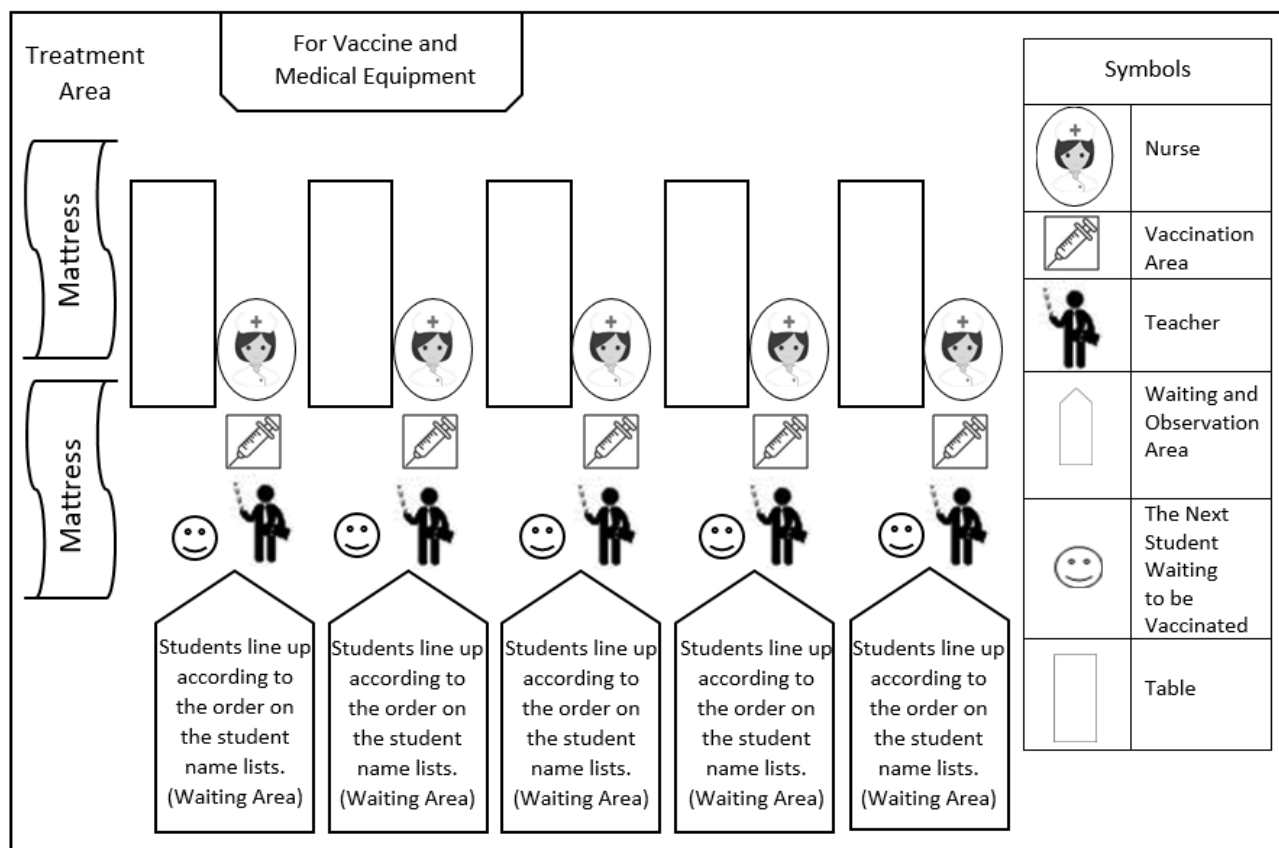 Treatment
Area
For Vaccine and
Medical Equipment
Mattress
Mattress
Students line up
according to
the order on
the student
name lists.
(Waiting Area)
Students line up
according to
the order on
the student
name lists.
(Waiting Area)
Students line up
according to
the order on
the student
name lists.
(Waiting Area)
Students line up
according to
the order on
the student
name lists.
(Waiting Area)
Students line up
according to
the order on
the student
name lists.
(Waiting Area)
Symbols
Nurse
Vaccination
Area
Teacher
Waiting and
Observation
Area
The Next
Student
Waiting
to be
Vaccinated
Table